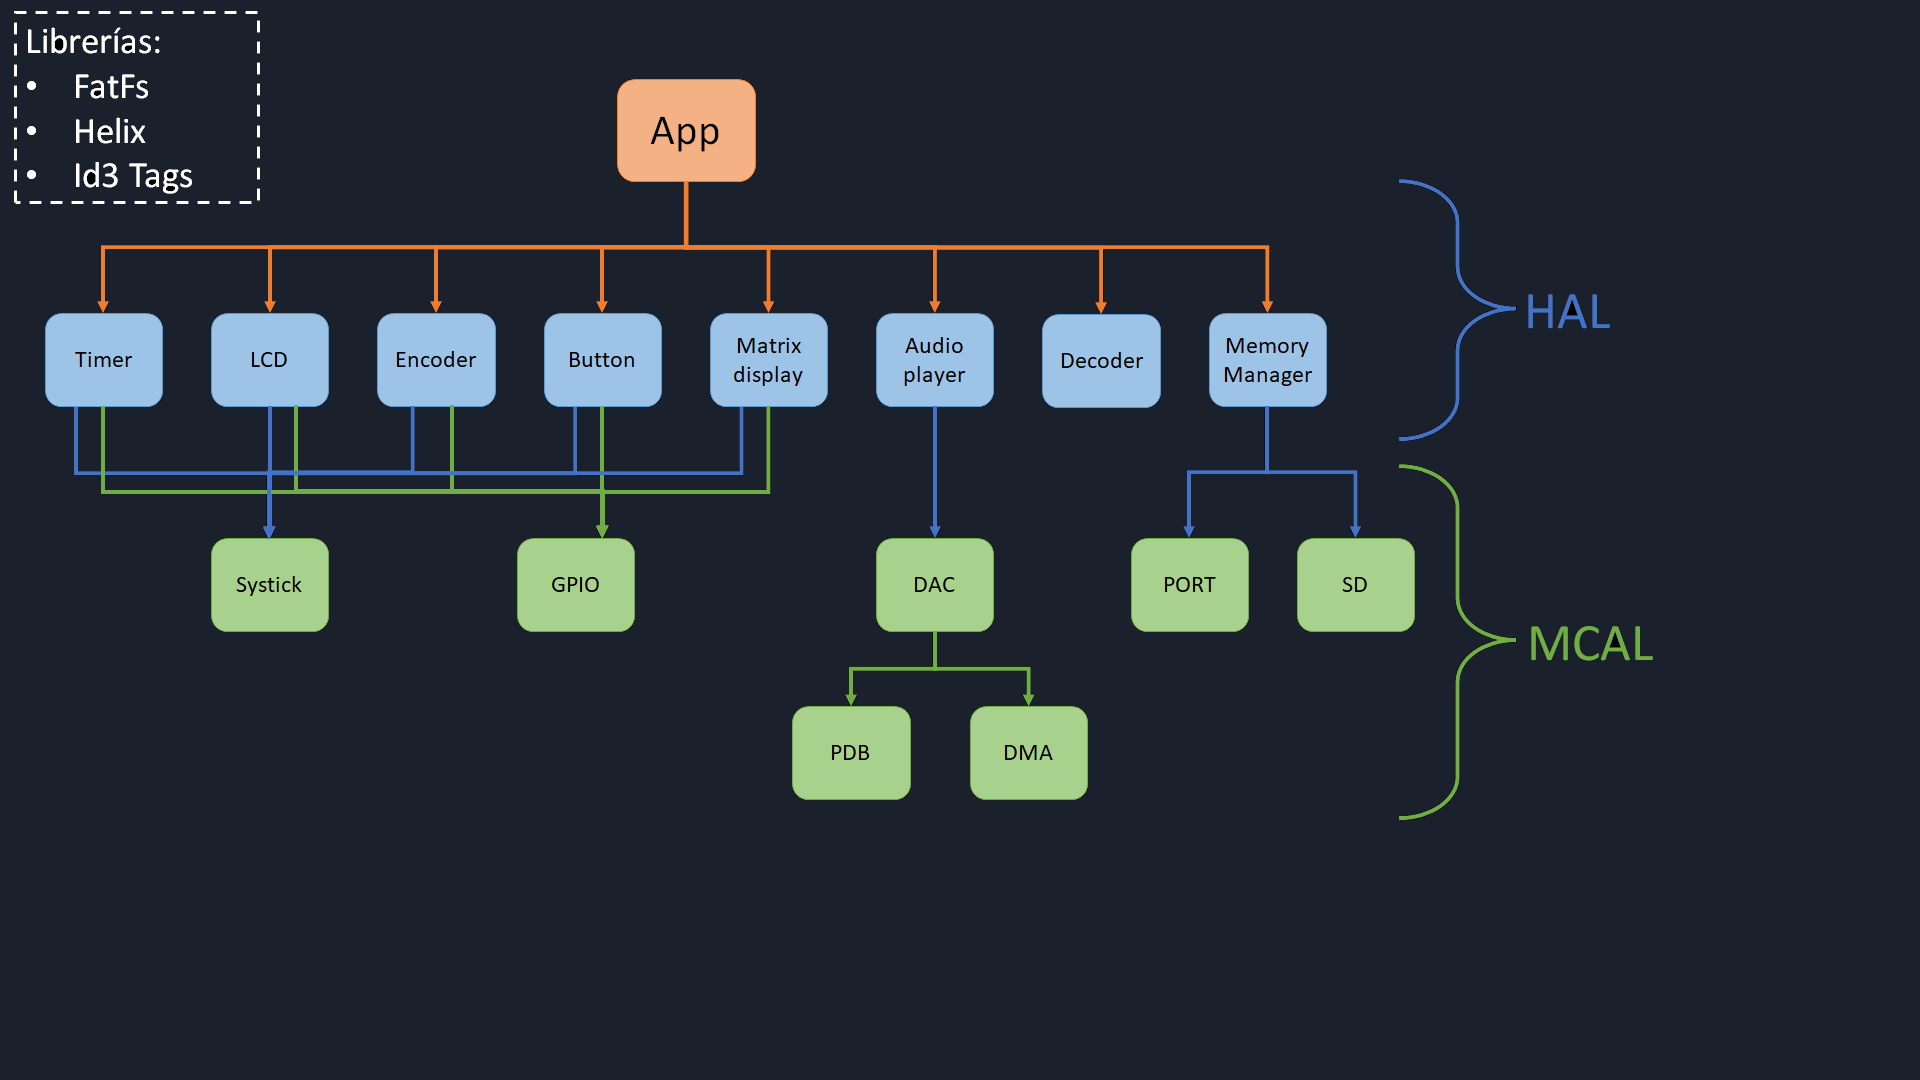 Librerías:
• FatFs
• Helix
• Id3 Tags
App
Timer
LCD
Encoder
Button
Matrix
display
Audio
player
Decoder
Memory
Manager
HAL
Systick
GPIO
DAC
PORT
SD
MCAL
PDB
DMA